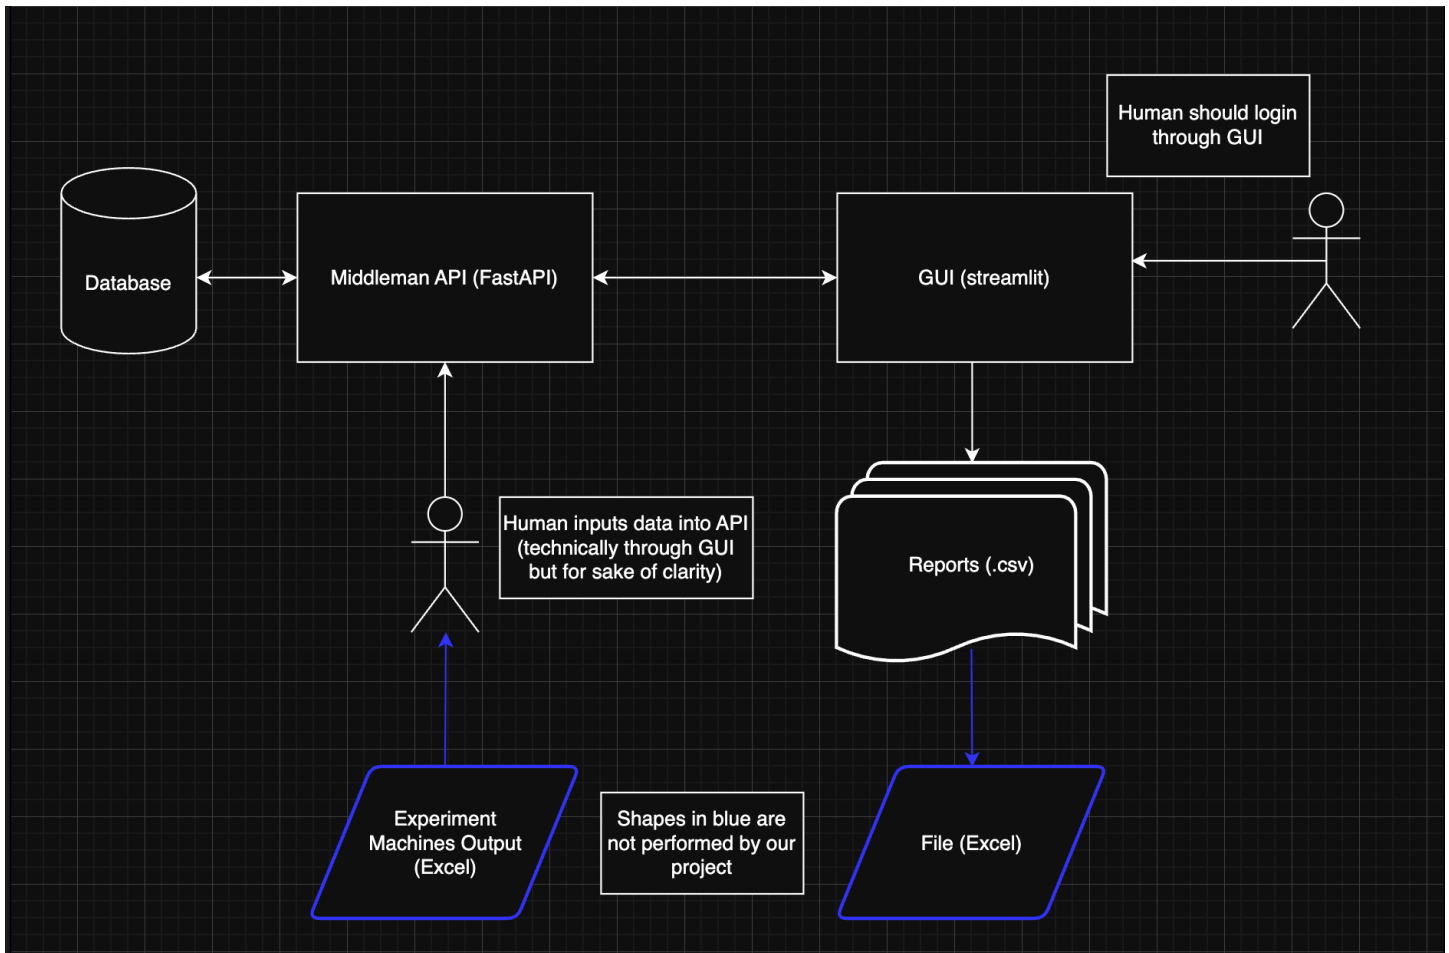 Human should login
through GUI
Database
Middleman API (FastAPI)
GUI (streamlit)
Human inputs data into API
(technically through GUI
but for sake of clarity)
Reports (.csv)
Experiment
Machines Output
(Excel)
Shapes in blue are
not performed by our
project
File (Excel)